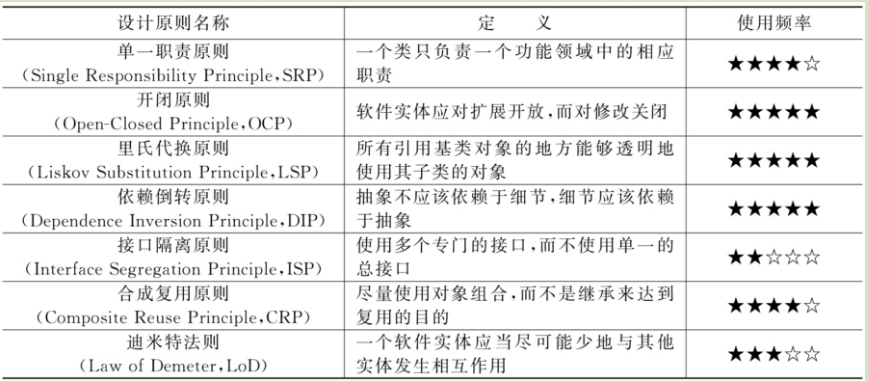 设计原则名称 定 义 使用频率
单一职责原则
(Single Responsibility Principle,SRP)
一个类只负责一个功能领域中的相应
职责
★★★★☆
开闭原则
(Open-Closed Principle,OCP)
软件实体应对扩展开放,而对修改关闭
★★★★★
里氏代换原则
(Liskov Substitution Principle,LSP)
所有引用基类对象的地方能够透明地
使用其子类的对象
★★★★★
依赖倒转原则
(Dependence Inversion Principle,DIP)
抽象不应该依赖于细节,细节应该依赖
于抽象
★★★★★
接口隔离原则
(Interface Segregation Principle,ISP)
使用多个专门的接口,而不使用单一的
总接口
★★☆☆☆
合成复用原则
(Composite Reuse Principle,CRP)
尽量使用对象组合,而不是继承来达到
复用的目的
★★★★☆
迪米特法则
(Law of Demeter,LoD)
一个软件实体应当尽可能少地与其他
实体发生相互作用
★★★☆☆